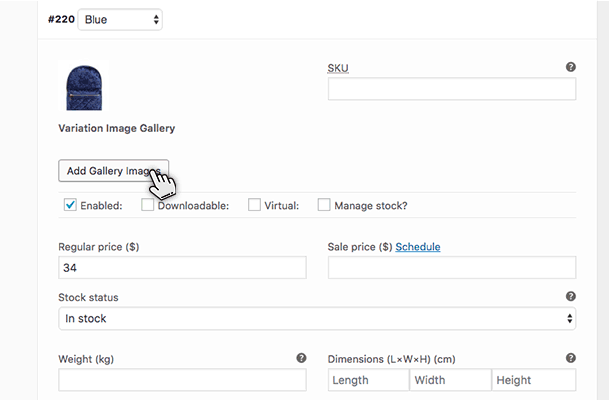 #220 Blue
SKU
Variation Image Gallery
Add Gallery Images
Enabled: Downloadable: Virtual: Manage stock?
Regular price ($) Sale price ($) Schedule
34
Stock status
In stock
Weight (kg) Dimensions (L×W×H) (cm)
Length Width Height